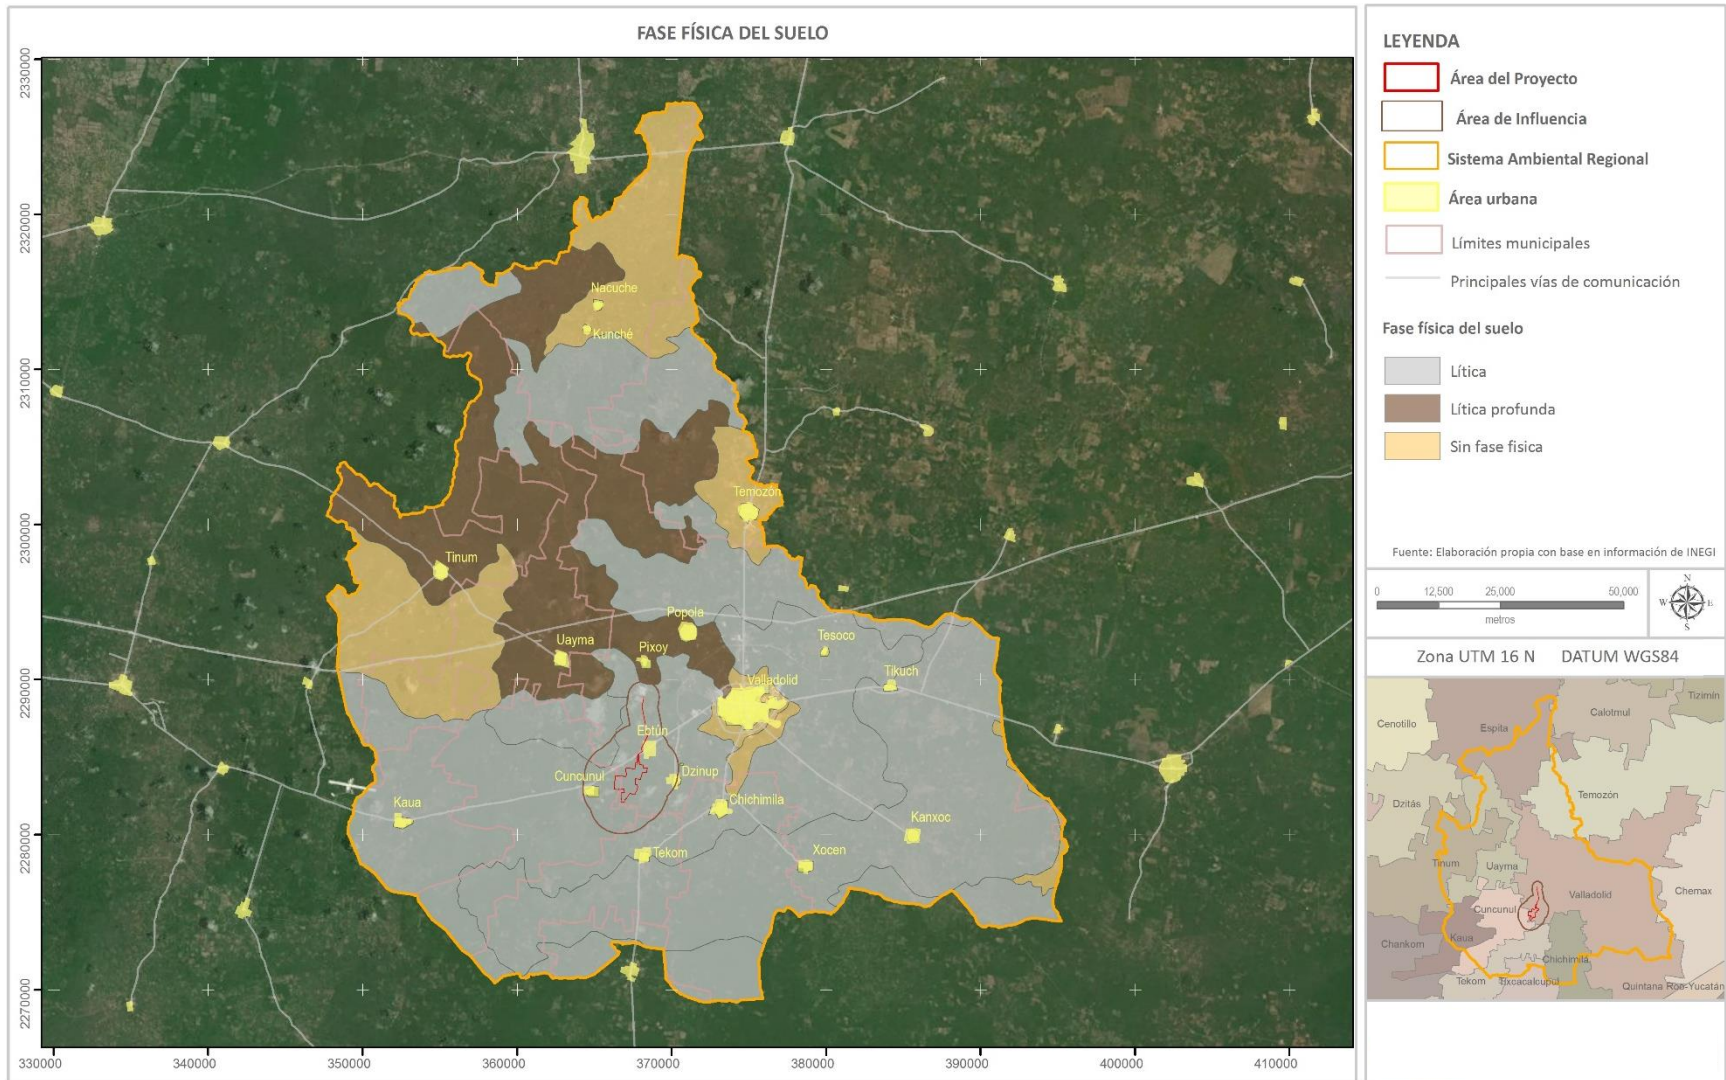 FASE FÍSICA DEL SUELO
2330000
2320000
2310000
2300000
2290000
2280000
2270000
330000
340000
350000
360000
370000
380000
390000
400000
410000
Nacuche
Kunché
Temozón
Tinum
Popola
Uayma
Pixoy
Tesoco
Tikuch
Valladolid
Ebtún
Cuncunul
Dzinup
Chichimila
Kaua
Kanxoc
Tekom
Xocen
LEYENDA
Área del Proyecto
Área de Influencia
Sistema Ambiental Regional
Área urbana
Límites municipales
Principales vías de comunicación
Fase física del suelo
Lítica
Lítica profunda
Sin fase fisica
Fuente: Elaboración propia con base en información de INEGI
0 12,500 25,000 50,000
metros
N
W E
S
Zona UTM 16 N DATUM WGS84
Tizimín
Cenotillo
Calotmul
Espita
Temozón
Dzitás
Tinum
Uayma
Valladolid
Chemax
Cuncunul
Kaua
Chankom
Chichimilá
Tekom
Tixcacalcupul
Quintana Roo-Yucatán